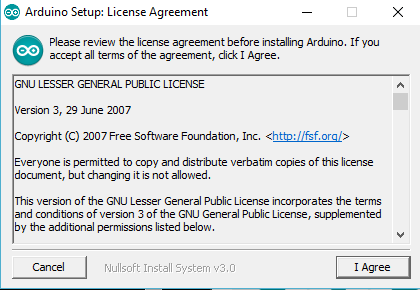 Arduino Setup: License Agreement
Please review the license agreement before installing Arduino. If you
accept all terms of the agreement, click I Agree.
GNU LESSER GENERAL PUBLIC LICENSE
Version 3, 29 June 2007
Copyright (C) 2007 Free Software Foundation, Inc. <http://fsf.org/>
Everyone is permitted to copy and distribute verbatim copies of this license
document, but changing it is not allowed.
This version of the GNU Lesser General Public License incorporates the terms
and conditions of version 3 of the GNU General Public License, supplemented
by the additional permissions listed below.
Cancel
Nullsoft Install System v3.0
I Agree